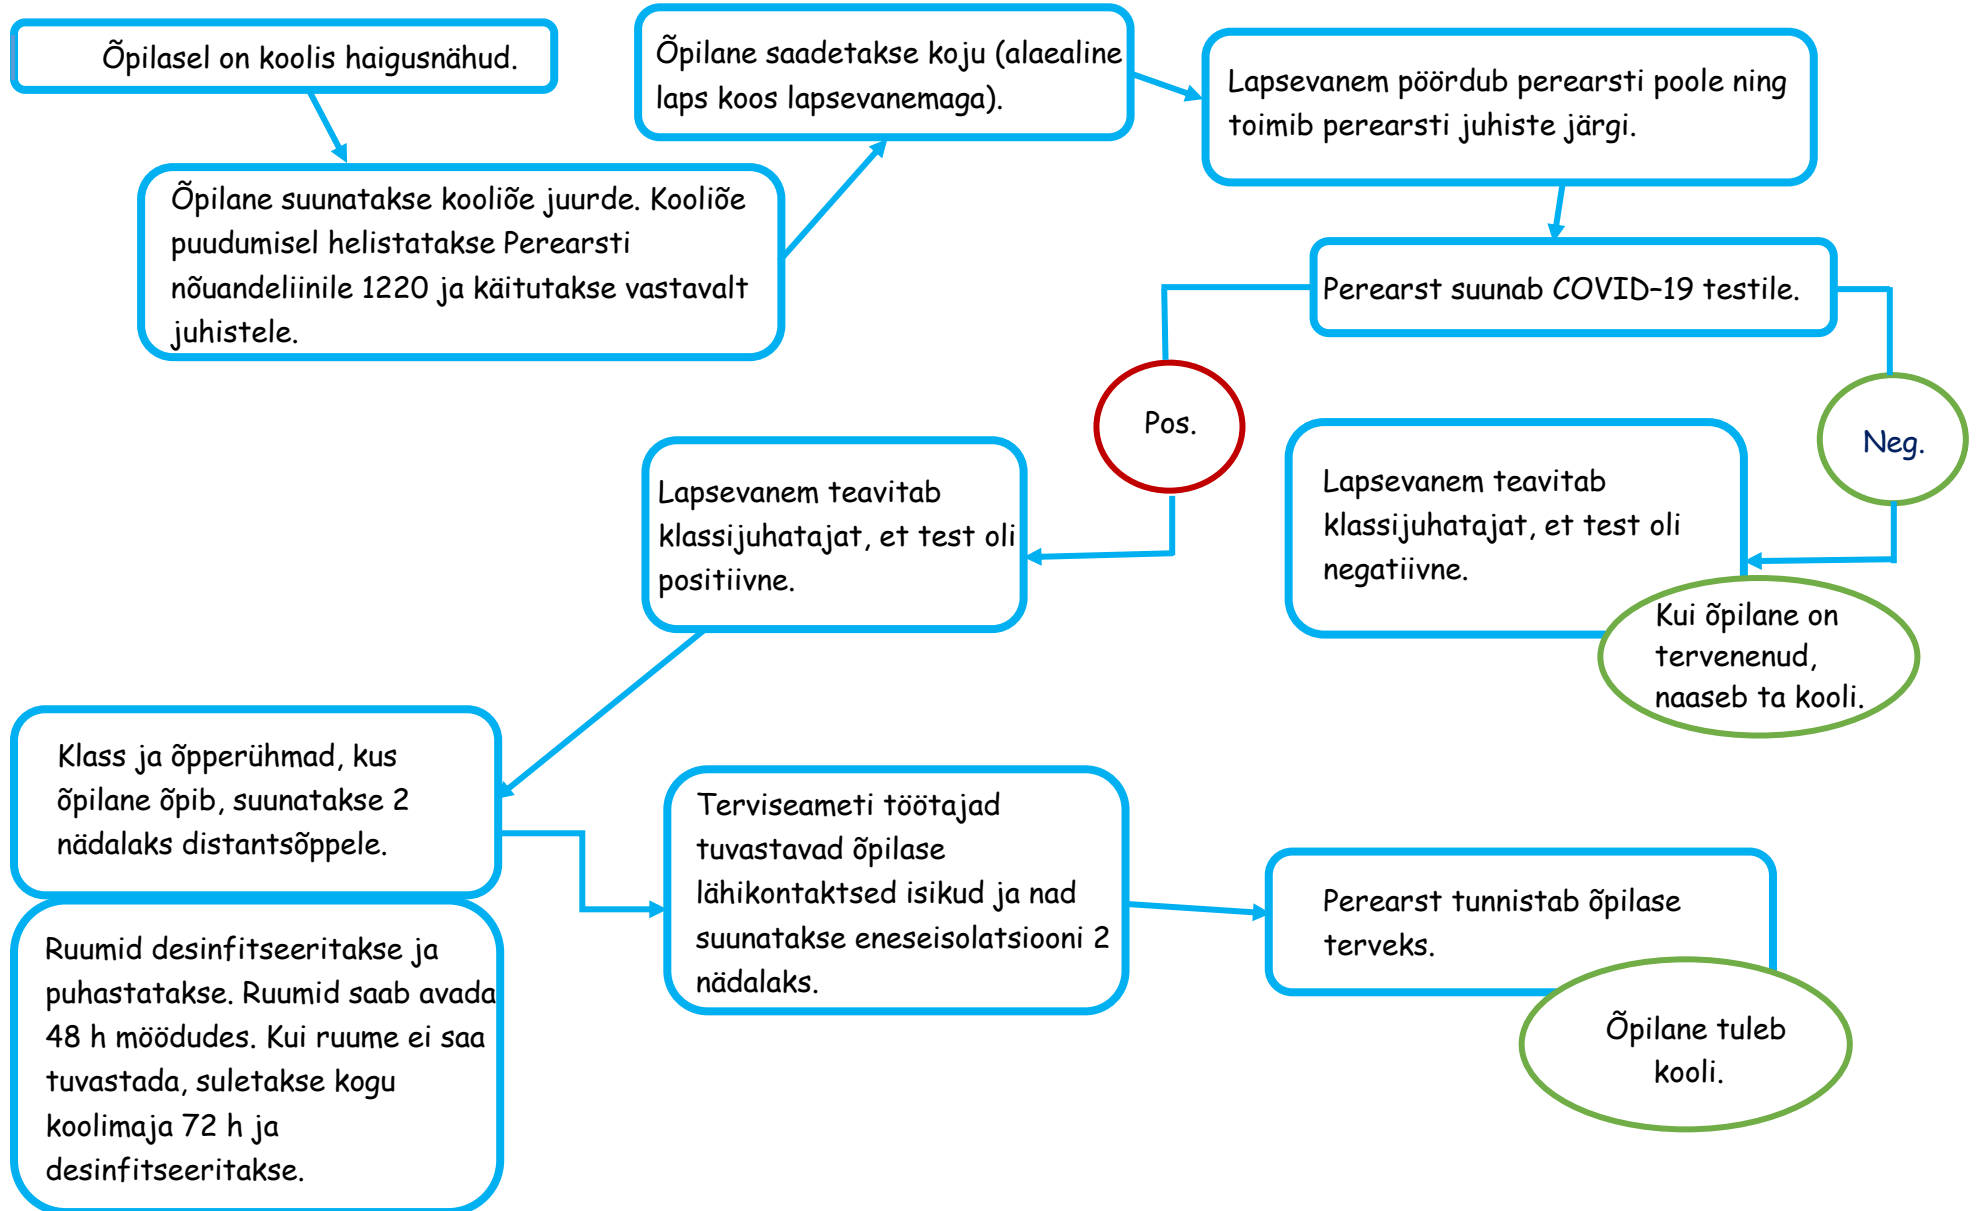 Õpilasel on koolis haigusnähud.
Õpilane suunatakse kooliõe juurde. Kooliõe
puudumisel helistatakse Perearsti
nõuandeliinile 1220 ja käitutakse vastavalt
juhistele.
Õpilane saadetakse koju (alaealine
laps koos lapsevanemaga).
Lapsevanem pöördub perearsti poole ning
toimib perearsti juhiste järgi.
Perearst suunab COVID-19 testile.
Pos.
Neg.
Lapsevanem teavitab
klassijuhatajat, et test oli
positiivne.
Lapsevanem teavitab
klassijuhatajat, et test oli
negatiivne.
Kui õpilane on
tervenenud,
naaseb ta kooli.
Klass ja õpperühmad, kus
õpilane õpib, suunatakse 2
nädalaks distantsõppele.
Ruumid desinfitseeritakse ja
puhastatakse. Ruumid saab avada
48 h möödudes. Kui ruume ei saa
tuvastada, suletakse kogu
koolimaja 72 h ja
desinfitseeritakse.
Terviseameti töötajad
tuvastavad õpilase
lähikontaktsed isikud ja nad
suunatakse eneseisolatsiooni 2
nädalaks.
Perearst tunnistab õpilase
terveks.
Õpilane tuleb
kooli.